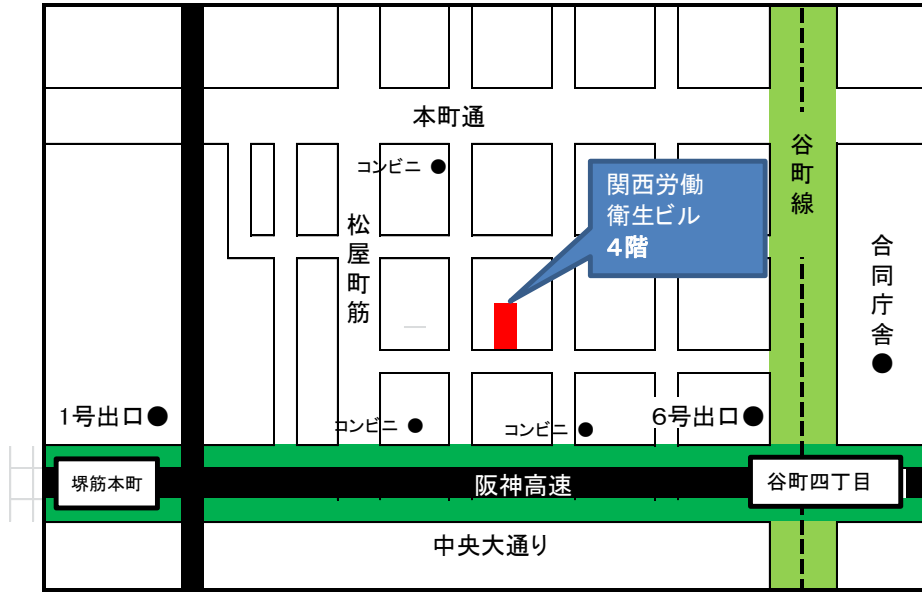 本町通
コンビニ
谷町線
関西労働
衛生ビル
4階
松屋町筋
合同庁舎
1号出口
コンビニ
コンビニ
6号出口
堺筋本町
阪神高速
谷町四丁目
中央大通り